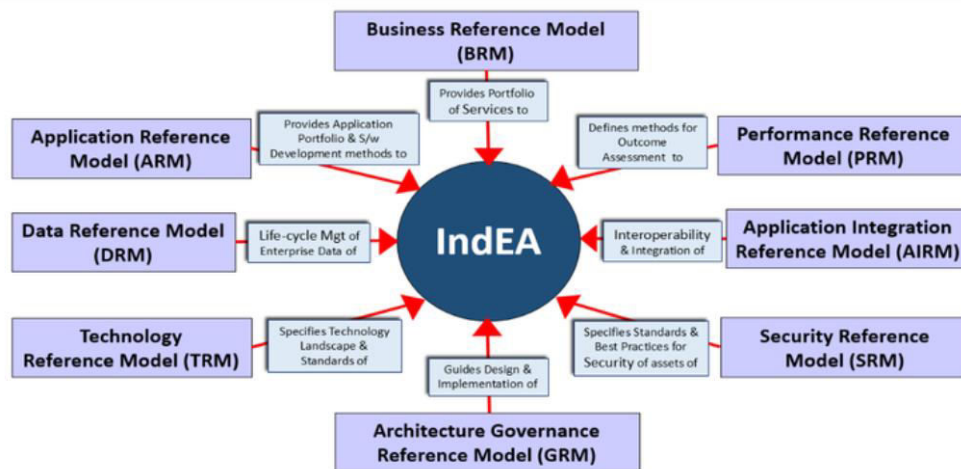 Business Reference Model
(BRM)
Provides Portfolio
of Services to
Application Reference
Model (ARM)
Provides Application
Portfolio & S/w
Development methods to
Defines methods for
Outcome
Assessment to
Performance Reference
Model (PRM)
Data Reference Model
(DRM)
Life-cycle Mgt of
Enterprise Data of
IndEA
Interoperability
& Integration of
Application Integration
Reference Model (AIRM)
Technology
Reference Model (TRM)
Specifies Technology
Landscape &
Standards of
Guides Design &
Implementation of
Specifies Standards &
Best Practices for
Security of assets of
Security Reference
Model (SRM)
Architecture Governance
Reference Model (GRM)